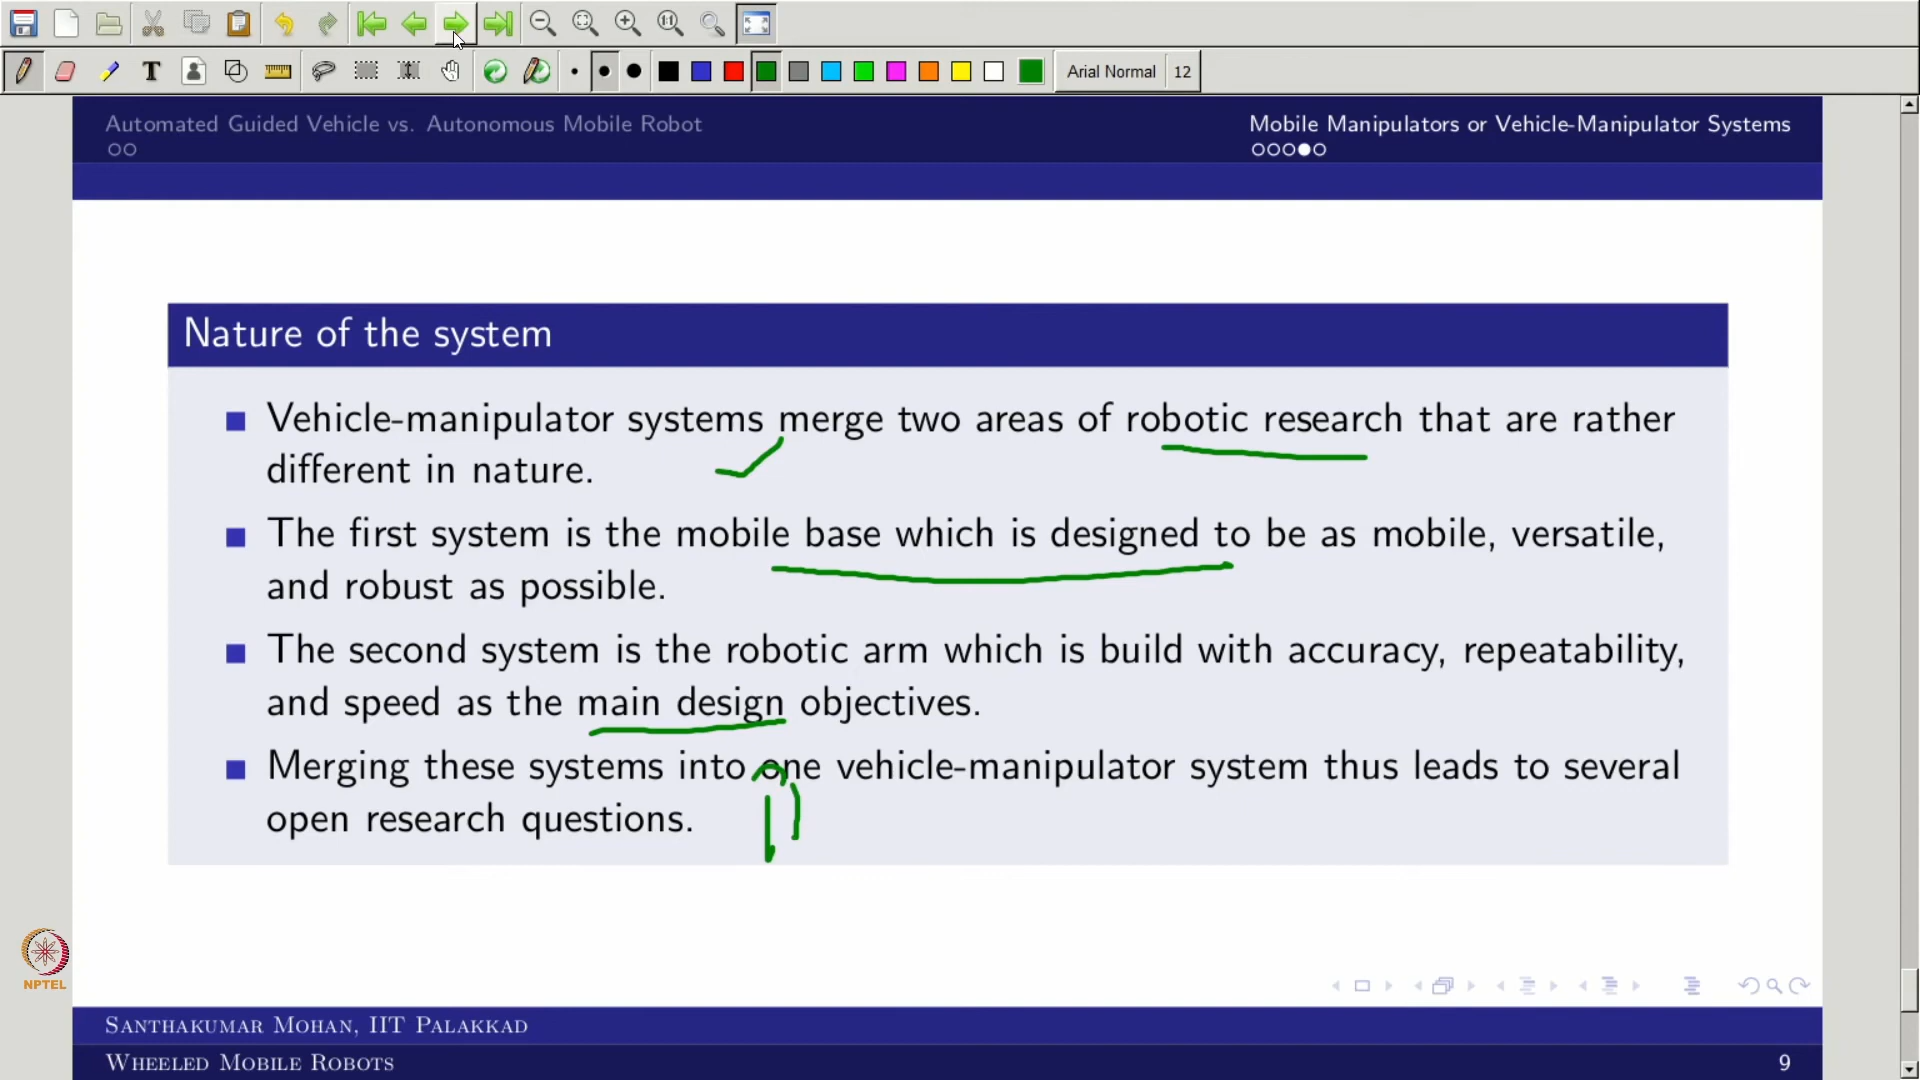 Arial Normal 12
Automated Guided Vehicle vs. Autonomous Mobile Robot
Mobile Manipulators or Vehicle-Manipulator Systems
Nature of the system
Vehicle-manipulator systems merge two areas of robotic research that are rather
different in nature.
The first system is the mobile base which is designed to be as mobile, versatile,
and robust as possible.
The second system is the robotic arm which is build with accuracy, repeatability,
and speed as the main design objectives.
Merging these systems into one vehicle-manipulator system thus leads to several
open research questions.
NPTEL
Santhakumar Mohan, IIT Palakkad
Wheeled Mobile Robots 9